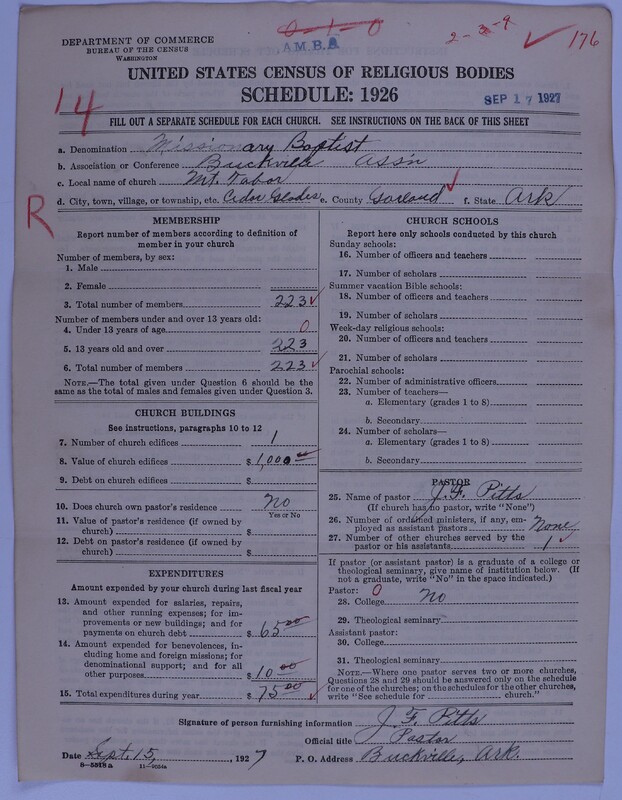 0-1-0
A.M.B.A
2-3-9
176
DEPARTMENT OF COMMERCE
BUREAU OF THE CENSUS
WASHINGTON
UNITED STATES CENSUS OF RELIGIOUS BODIES
SCHEDULE: 1926
SEP 17 1927
14
FILL OUT A SEPARATE SCHEDULE FOR EACH CHURCH. SEE INSTRUCTIONS ON THE BACK OF THIS SHEET
a. Denomination Missionary Baptist
b. Association or Conference Buckville Ass'n
c. Local name of church Mt. Tabor
d. City, town, village, or township, etc. Cedar Glades e. County Garland f. State Ark
R
MEMBERSHIP
Report number of members according to definition of
member in your church
Number of members, by sex:
1. Male
2. Female
3. Total number of members 223
Number of members under and over 13 years old:
4. Under 13 years of age 0
5. 13 years old and over 223
6. Total number of members 223
NOTE.—The total given under Question 6 should be the
same as the total of males and females given under Question 3.
CHURCH BUILDINGS
See instructions, paragraphs 10 to 12
7. Number of church edifices 1
8. Value of church edifices $ 1,000 00
9. Debt on church edifices $
10. Does church own pastor's residence No
Yes or No
11. Value of pastor's residence (if owned by
church) $
12. Debt on pastor's residence (if owned by
church) $
EXPENDITURES
Amount expended by your church during last fiscal year
13. Amount expended for salaries, repairs,
and other running expenses; for im-
provements or new buildings; and for
payments on church debt $ 65 00
14. Amount expended for benevolences, in-
cluding home and foreign missions; for
denominational support; and for all
other purposes $ 10 00
15. Total expenditures during year $ 75 00
CHURCH SCHOOLS
Report here only schools conducted by this church
Sunday schools:
16. Number of officers and teachers
17. Number of scholars
Summer vacation Bible schools:
18. Number of officers and teachers
19. Number of scholars
Week-day religious schools:
20. Number of officers and teachers
21. Number of scholars
Parochial schools:
22. Number of administrative officers
23. Number of teachers—
a. Elementary (grades 1 to 8)
b. Secondary
24. Number of scholars—
a. Elementary (grades 1 to 8)
b. Secondary
PASTOR
25. Name of pastor J. F. Pitts
(If church has no pastor, write "None")
26. Number of ordained ministers, if any, em-
ployed as assistant pastors None
27. Number of other churches served by the
pastor or his assistants 1
If pastor (or assistant pastor) is a graduate of a college or
theological seminary, give name of institution below. (If
not a graduate, write "No" in the space indicated.)
Pastor: 0
28. College No
29. Theological seminary
Assistant pastor:
30. College
31. Theological seminary
NOTE.—Where one pastor serves two or more churches,
Questions 28 and 29 should be answered only on the schedule
for one of the churches; on the schedules for the other churches,
write "See schedule for church."
Signature of person furnishing information J. F. Pitts
Official title Pastor
Date Sept. 15, 1927 P. O. Address Buckville, Ark.
8—5518a 11—9554a